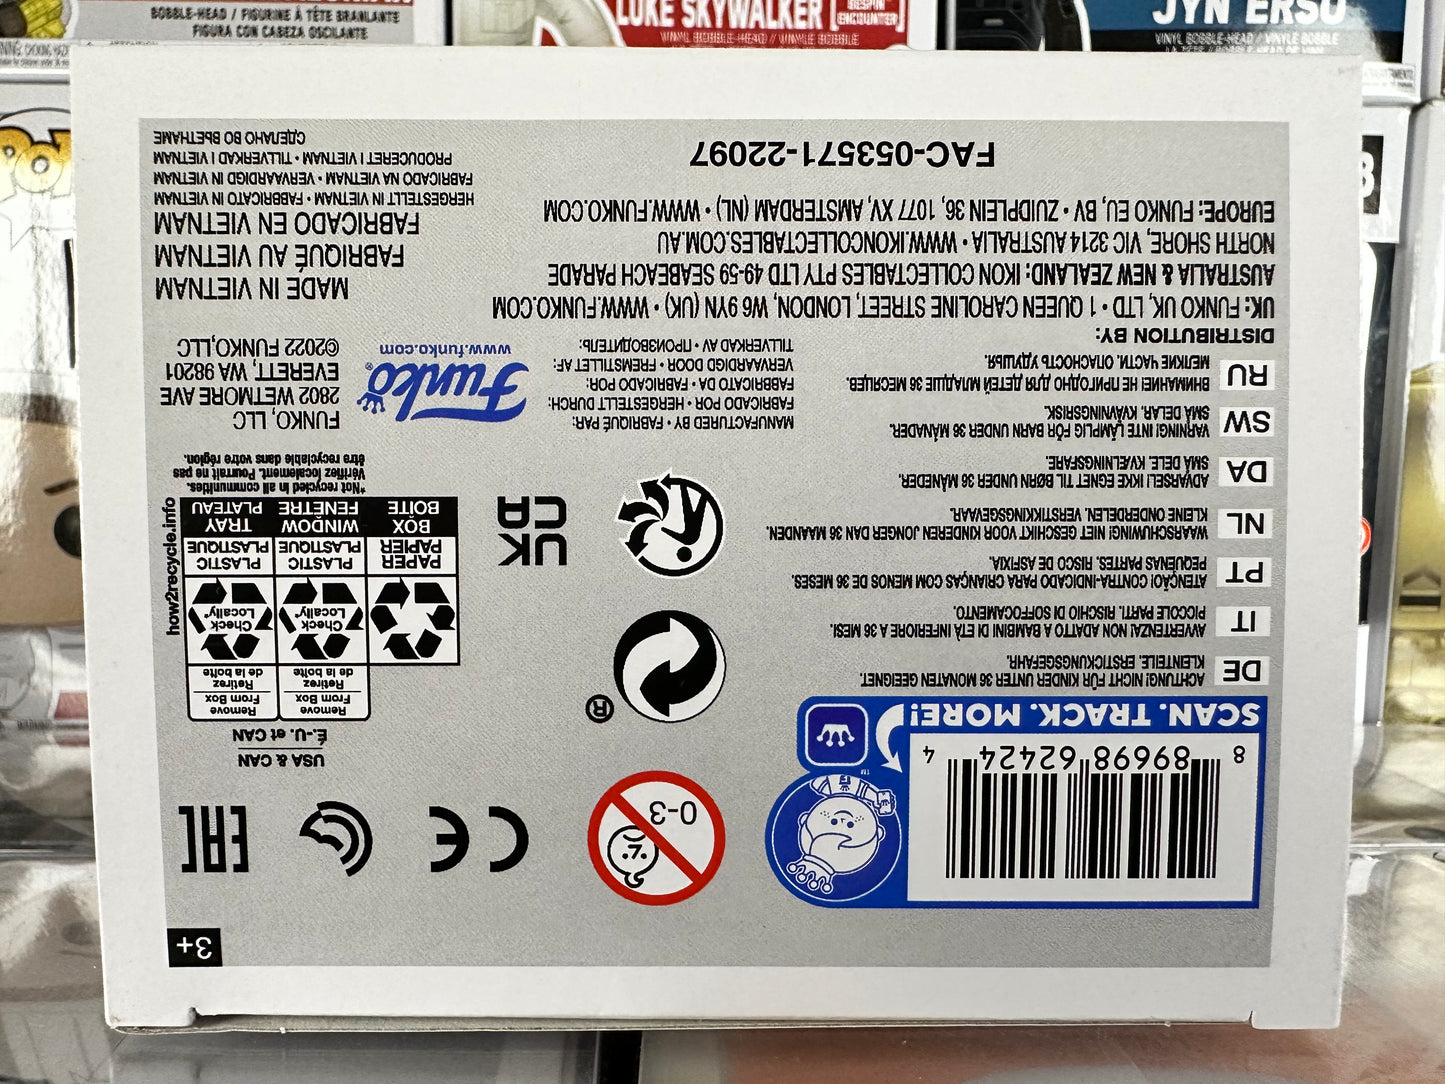 BOBBLE-HEAD / FIGURINE À TÊTE BRANLANTE
FIGURA CON CABEZA OSCILANTE
LUKE SKYWALKER
BESPIN
ENCOUNTER
VINYL BOBBLE-HEAD / VINYLE BOBBLE
JYN ERSO
VINYL BOBBLE-HEAD / VINYLE BOBBLE
3+
8 89698 62424 4
SCAN. TRACK. MORE!
TM
0-3
CE
EAC
USA & CAN
É.-U. et CAN
Remove
From Box
Retirez
de la boîte
Remove
From Box
Retirez
de la boîte
Check
Locally*
Check
Locally*
PAPER
PAPIER
BOX
BOÎTE
PLASTIC
PLASTIQUE
WINDOW
FENÊTRE
PLASTIC
PLASTIQUE
TRAY
PLATEAU
how2recycle.info
*Not recycled in all communities.
Vérifiez localement. Pourrait ne pas
être recyclable dans votre région.
®
UK
CA
DE ACHTUNG! NICHT FÜR KINDER UNTER 36 MONATEN GEEIGNET.
KLEINTEILE. ERSTICKUNGSGEFAHR.
IT AVVERTENZA! NON ADATTO A BAMBINI DI ETÀ INFERIORE A 36 MESI.
PICCOLE PARTI. RISCHIO DI SOFFOCAMENTO.
PT ATENÇÃO! CONTRA-INDICADO PARA CRIANÇAS COM MENOS DE 36 MESES
PEQUENAS PARTES. RISCO DE ASFIXIA.
NL WAARSCHUWING! NIET GESCHIKT VOOR KINDEREN JONGER DAN 36 MAANDEN.
KLEINE ONDERDELEN. VERSTIKKINGSGEVAAR.
DA ADVARSEL! IKKE EGNET TIL BØRN UNDER 36 MÅNEDER.
SMÅ DELE. KVÆLNINGSFARE.
SW VARNING! INTE LÄMPLIG FÖR BARN UNDER 36 MÅNADER.
SMÅ DELAR. KVÄVNINGSRISK.
RU ВНИМАНИЕ! НЕ ПРИГОДНО ДЛЯ ДЕТЕЙ МЛАДШЕ 36 МЕСЯЦЕВ.
МЕЛКИЕ ЧАСТИ. ОПАСНОСТЬ УДУШЬЯ.
MANUFACTURED BY • FABRIQUÉ PAR:
FABRICADO POR • HERGESTELLT DURCH:
FABRICATO DA • FABRICADO POR:
VERVAARDIGD DOOR • FREMSTILLET AF:
TILLVERKAD AV • ПРОИЗВОДИТЕЛЬ:
Funko®
www.funko.com
FUNKO, LLC
2802 WETMORE AVE
EVERETT, WA 98201
©2022 FUNKO,LLC
DISTRIBUTION BY:
UK: FUNKO UK, LTD • 1 QUEEN CAROLINE STREET, LONDON, W6 9YN (UK) • WWW.FUNKO.COM
AUSTRALIA & NEW ZEALAND: IKON COLLECTABLES PTY LTD 49-59 SEABEACH PARADE
NORTH SHORE, VIC 3214 AUSTRALIA • WWW.IKONCOLLECTABLES.COM.AU
EUROPE: FUNKO EU, BV • ZUIDPLEIN 36, 1077 XV, AMSTERDAM (NL) • WWW.FUNKO.COM
MADE IN VIETNAM
FABRIQUÉ AU VIETNAM
FABRICADO EN VIETNAM
HERGESTELLT IN VIETNAM • FABBRICATO IN VIETNAM
FABRICADO NA VIETNAM • VERVAARDIGD IN VIETNAM
PRODUCERET I VIETNAM • TILLVERKAD I VIETNAM
СДЕЛАНО ВО ВЬЕТНАМЕ
FAC-053571-22097